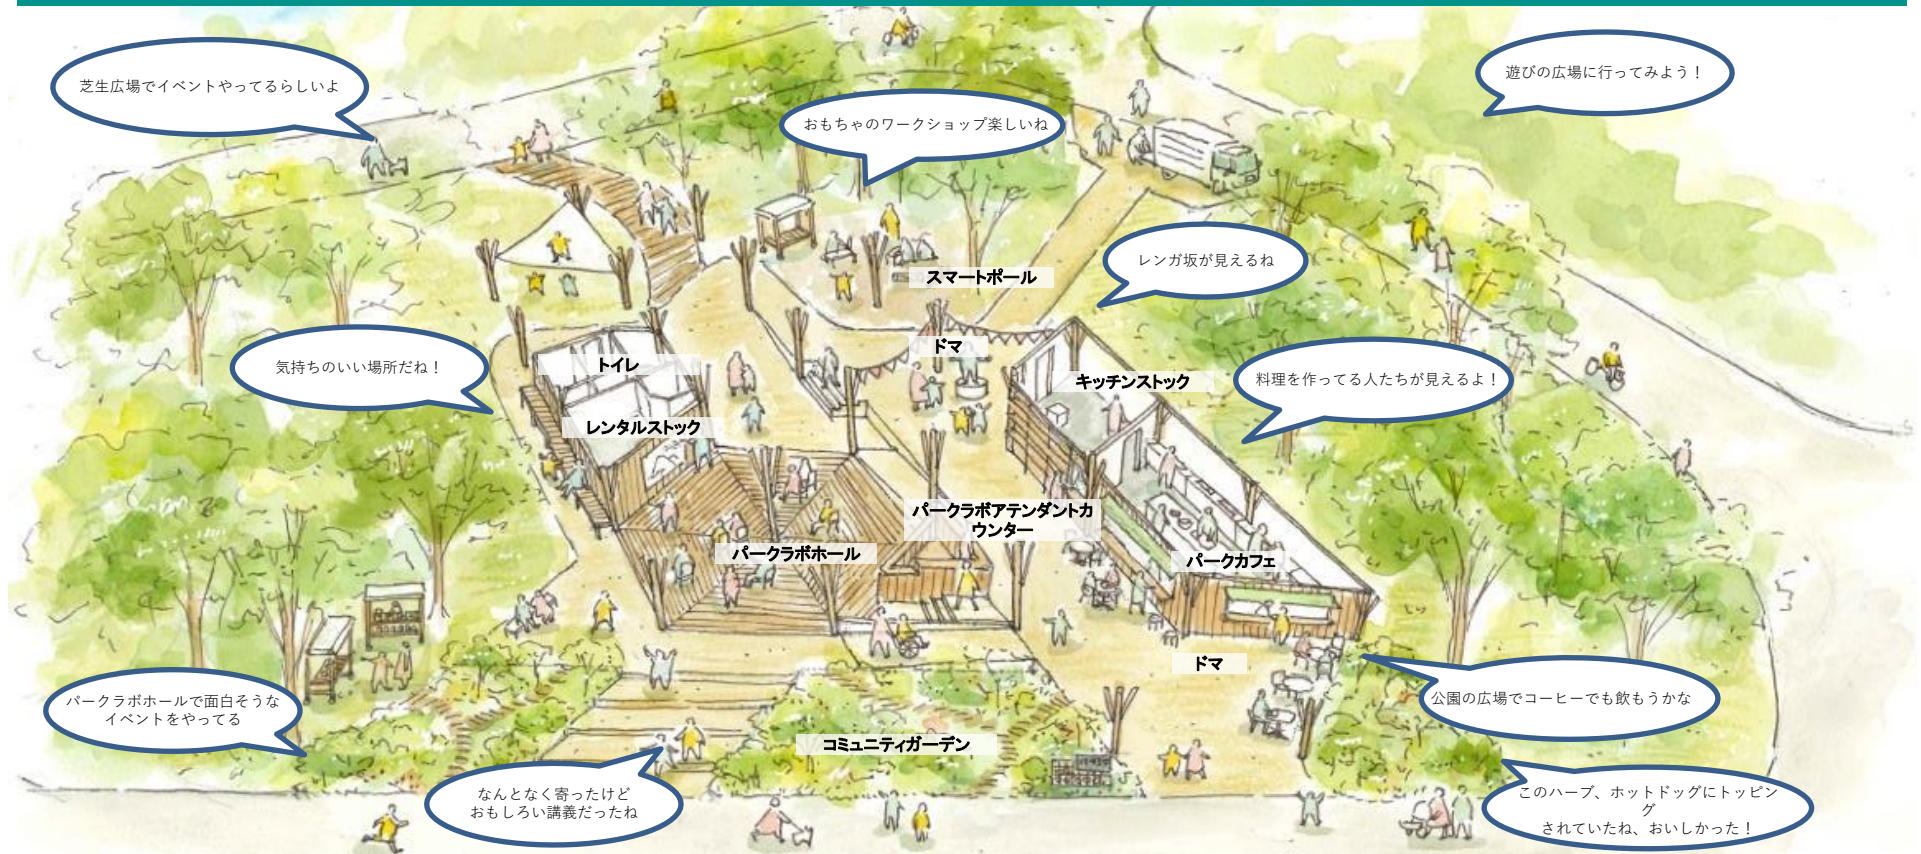 芝生広場でイベントやってるらしいよ
遊びの広場に行ってみよう！
おもちゃのワークショップ楽しいね
レンガ坂が見えるね
スマートポール
ドマ
気持ちのいい場所だね！
トイレ
キッチンストック
料理を作ってる人たちが見えるよ！
レンタルストック
パークラボアテンダントカ
ウンター
パークラボホール
パークカフェ
ドマ
パークラボホールで面白そうな
イベントをやってる
公園の広場でコーヒーでも飲もうかな
コミュニティガーデン
なんとなく寄ったけど
おもしろい講義だったね
このハーブ、ホットドッグにトッピン
グ
されていたね、おいしかった！